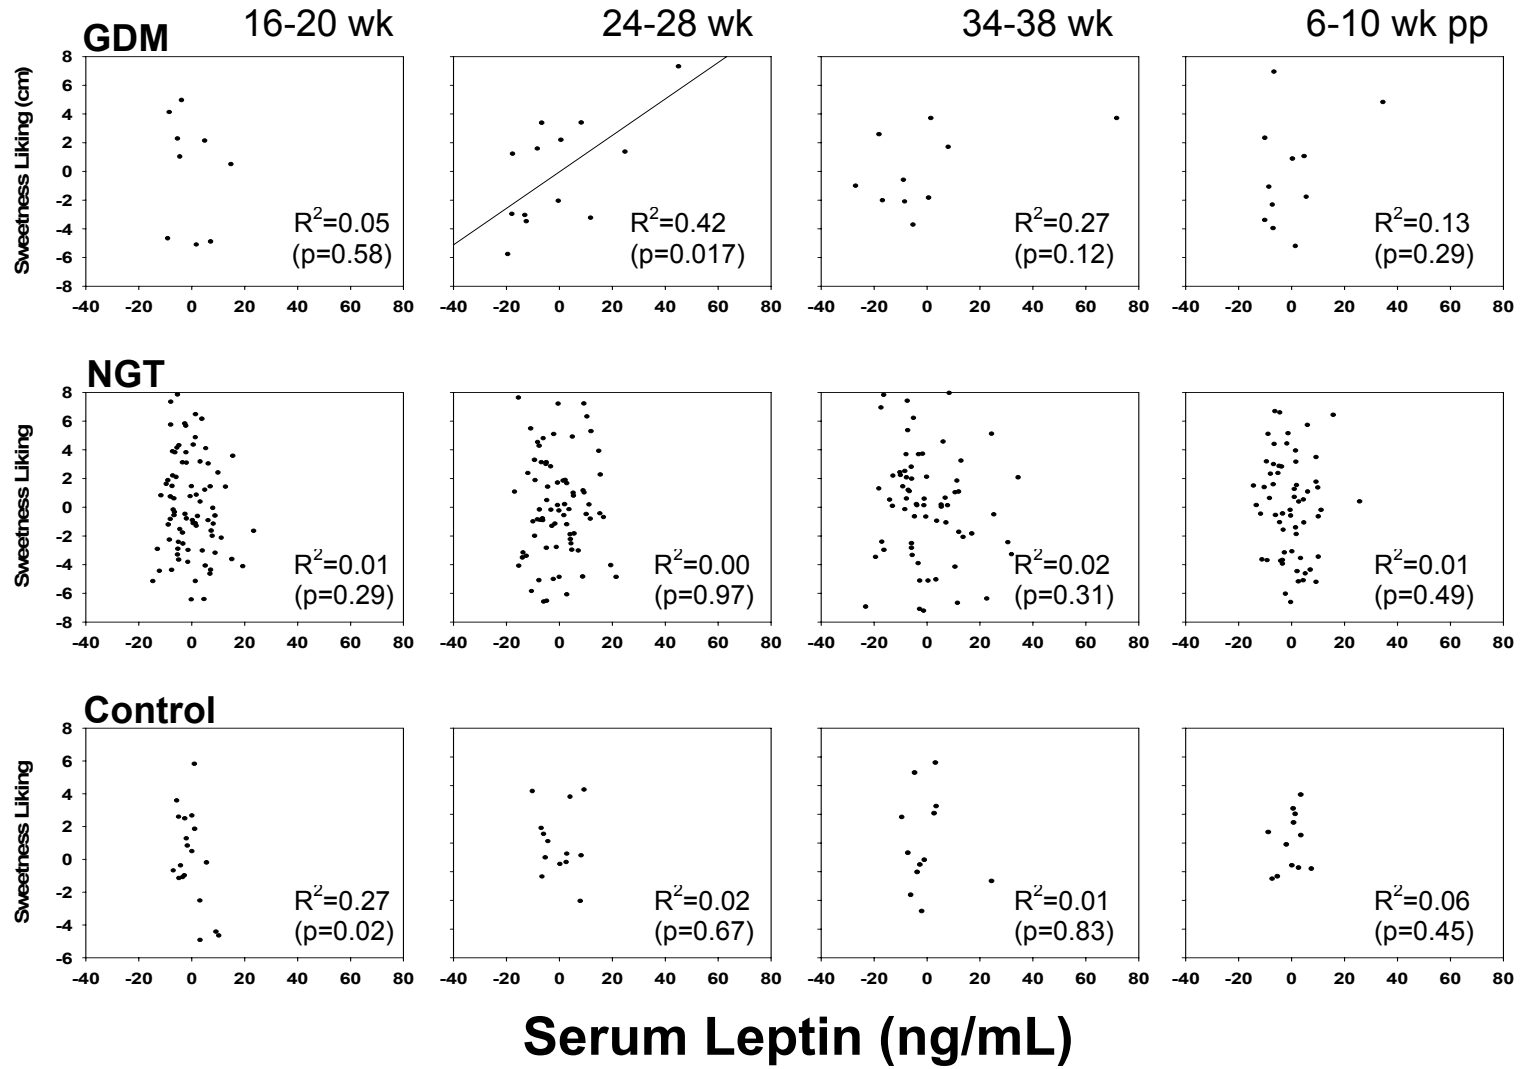 16-20 wk 24-28 wk 34-38 wk 6-10 wk pp
GDM
Sweetness Liking (cm)
8
6
4
2
0
-2
-4
-6
-8
R²=0.05 R²=0.42 R²=0.27 R²=0.13
(p=0.58) (p=0.017) (p=0.12) (p=0.29)
-40 -20 0 20 40 60 80 -40 -20 0 20 40 60 80 -40 -20 0 20 40 60 80 -40 -20 0 20 40 60 80
NGT
Sweetness Liking
8
6
4
2
0
-2
-4
-6
-8
R²=0.01 R²=0.00 R²=0.02 R²=0.01
(p=0.29) (p=0.97) (p=0.31) (p=0.49)
-40 -20 0 20 40 60 80 -40 -20 0 20 40 60 80 -40 -20 0 20 40 60 80 -40 -20 0 20 40 60 80
Control
Sweetness Liking
8
6
4
2
0
-2
-4
-6
R²=0.27 R²=0.02 R²=0.01 R²=0.06
(p=0.02) (p=0.67) (p=0.83) (p=0.45)
-40 -20 0 20 40 60 80 -40 -20 0 20 40 60 80 -40 -20 0 20 40 60 80 -40 -20 0 20 40 60 80
Serum Leptin (ng/mL)